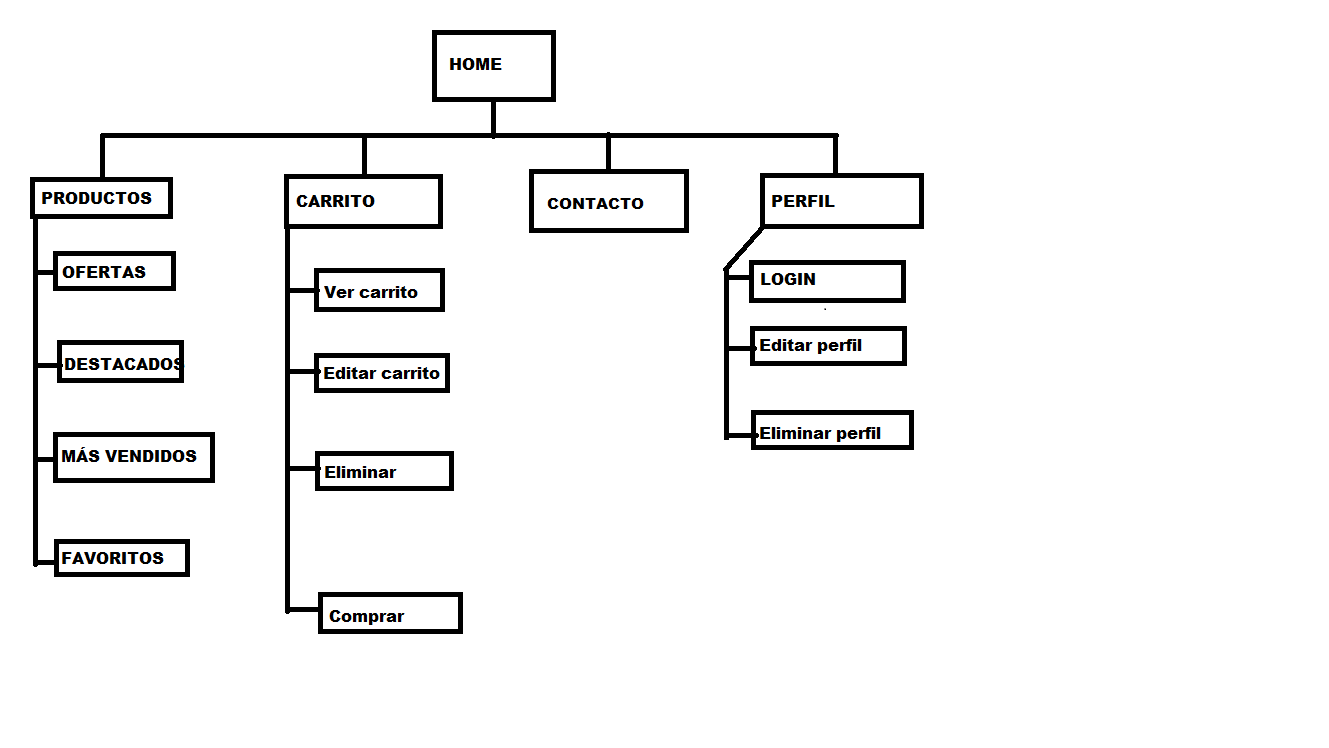 HOME
PRODUCTOS
CARRITO
CONTACTO
PERFIL
OFERTAS
DESTACADOS
MÁS VENDIDOS
FAVORITOS
Ver carrito
Editar carrito
Eliminar
Comprar
LOGIN
Editar perfil
Eliminar perfil